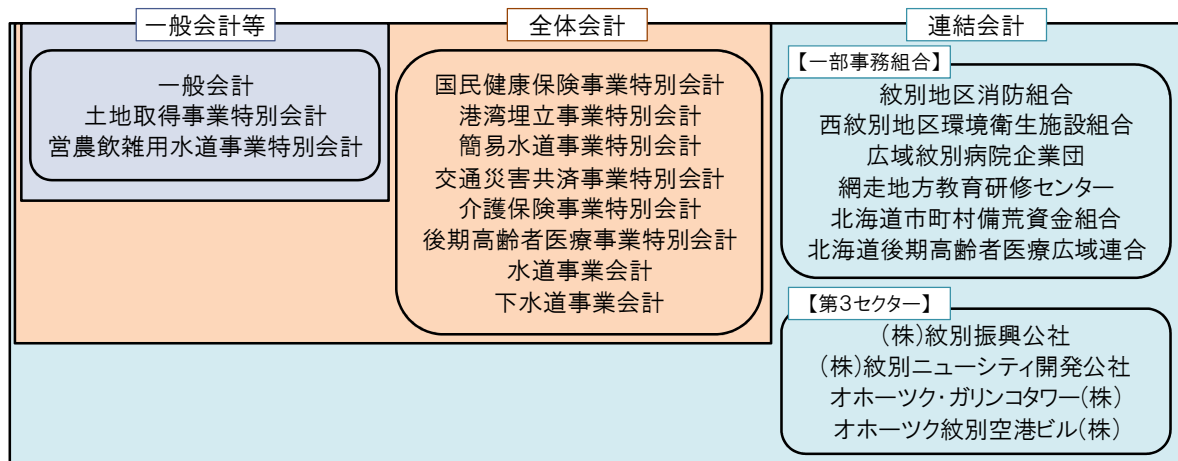 一般会計等
一般会計
土地取得事業特別会計
営農飲雑用水道事業特別会計
全体会計
国民健康保険事業特別会計
港湾埋立事業特別会計
簡易水道事業特別会計
交通災害共済事業特別会計
介護保険事業特別会計
後期高齢者医療事業特別会計
水道事業会計
下水道事業会計
連結会計
【一部事務組合】
紋別地区消防組合
西紋別地区環境衛生施設組合
広域紋別病院企業団
網走地方教育研修センター
北海道市町村備荒資金組合
北海道後期高齢者医療広域連合
【第3セクター】
(株)紋別振興公社
(株)紋別ニューシティ開発公社
オホーツク・ガリンコタワー(株)
オホーツク紋別空港ビル(株)